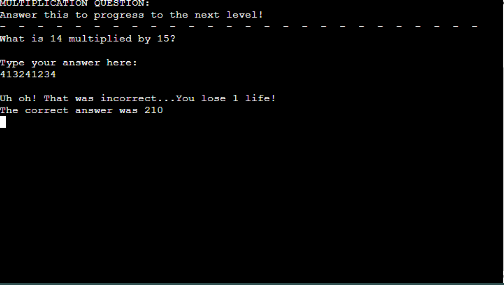 MULTIPLICATION QUESTION:
Answer this to progress to the next level!
- - - - - - - - - - - - - - - - - - - - - - - - - - - - - - - - - - - -
What is 14 multiplied by 15?
Type your answer here:
413241234
Uh oh! That was incorrect...You lose 1 life!
The correct answer was 210